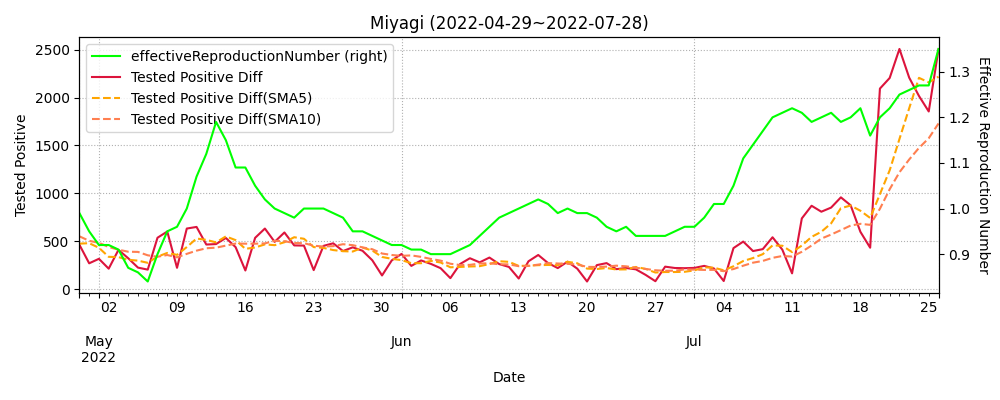 Miyagi (2022-04-29~2022-07-28)
effectiveReproductionNumber (right)
Tested Positive Diff
Tested Positive Diff(SMA5)
Tested Positive Diff(SMA10)
Tested Positive
2500
2000
1500
1000
500
0
Effective Reproduction Number
1.3
1.2
1.1
1.0
0.9
02 09 16 23 30 06 13 20 27 04 11 18 25
May Jun Jul
2022
Date